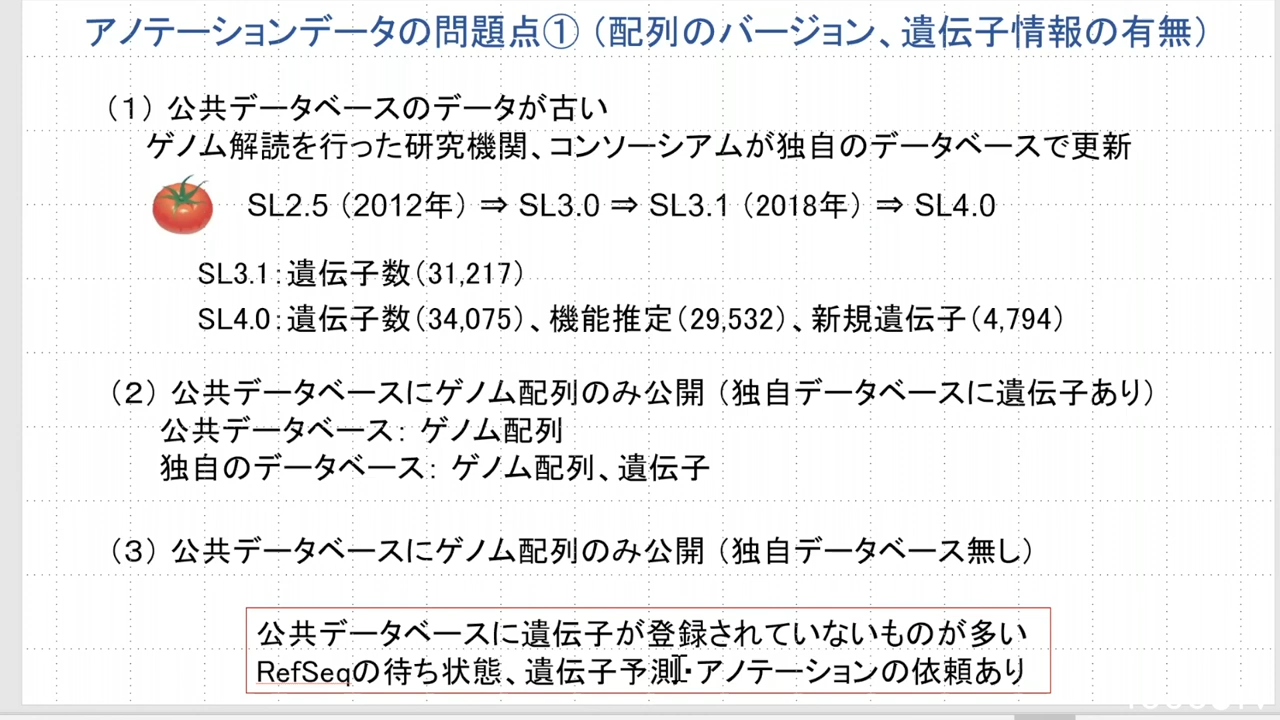 アノテーションデータの問題点①（配列のバージョン、遺伝子情報の有無）
（１）公共データベースのデータが古い
ゲノム解読を行った研究機関、コンソーシアムが独自のデータベースで更新
SL2.5（2012年）⇒ SL3.0 ⇒ SL3.1（2018年）⇒ SL4.0
SL3.1：遺伝子数（31,217）
SL4.0：遺伝子数（34,075）、機能推定（29,532）、新規遺伝子（4,794）
（２）公共データベースにゲノム配列のみ公開（独自データベースに遺伝子あり）
公共データベース： ゲノム配列
独自のデータベース： ゲノム配列、遺伝子
（３）公共データベースにゲノム配列のみ公開（独自データベース無し）
公共データベースに遺伝子が登録されていないものが多い
RefSeqの待ち状態、遺伝子予測・アノテーションの依頼あり